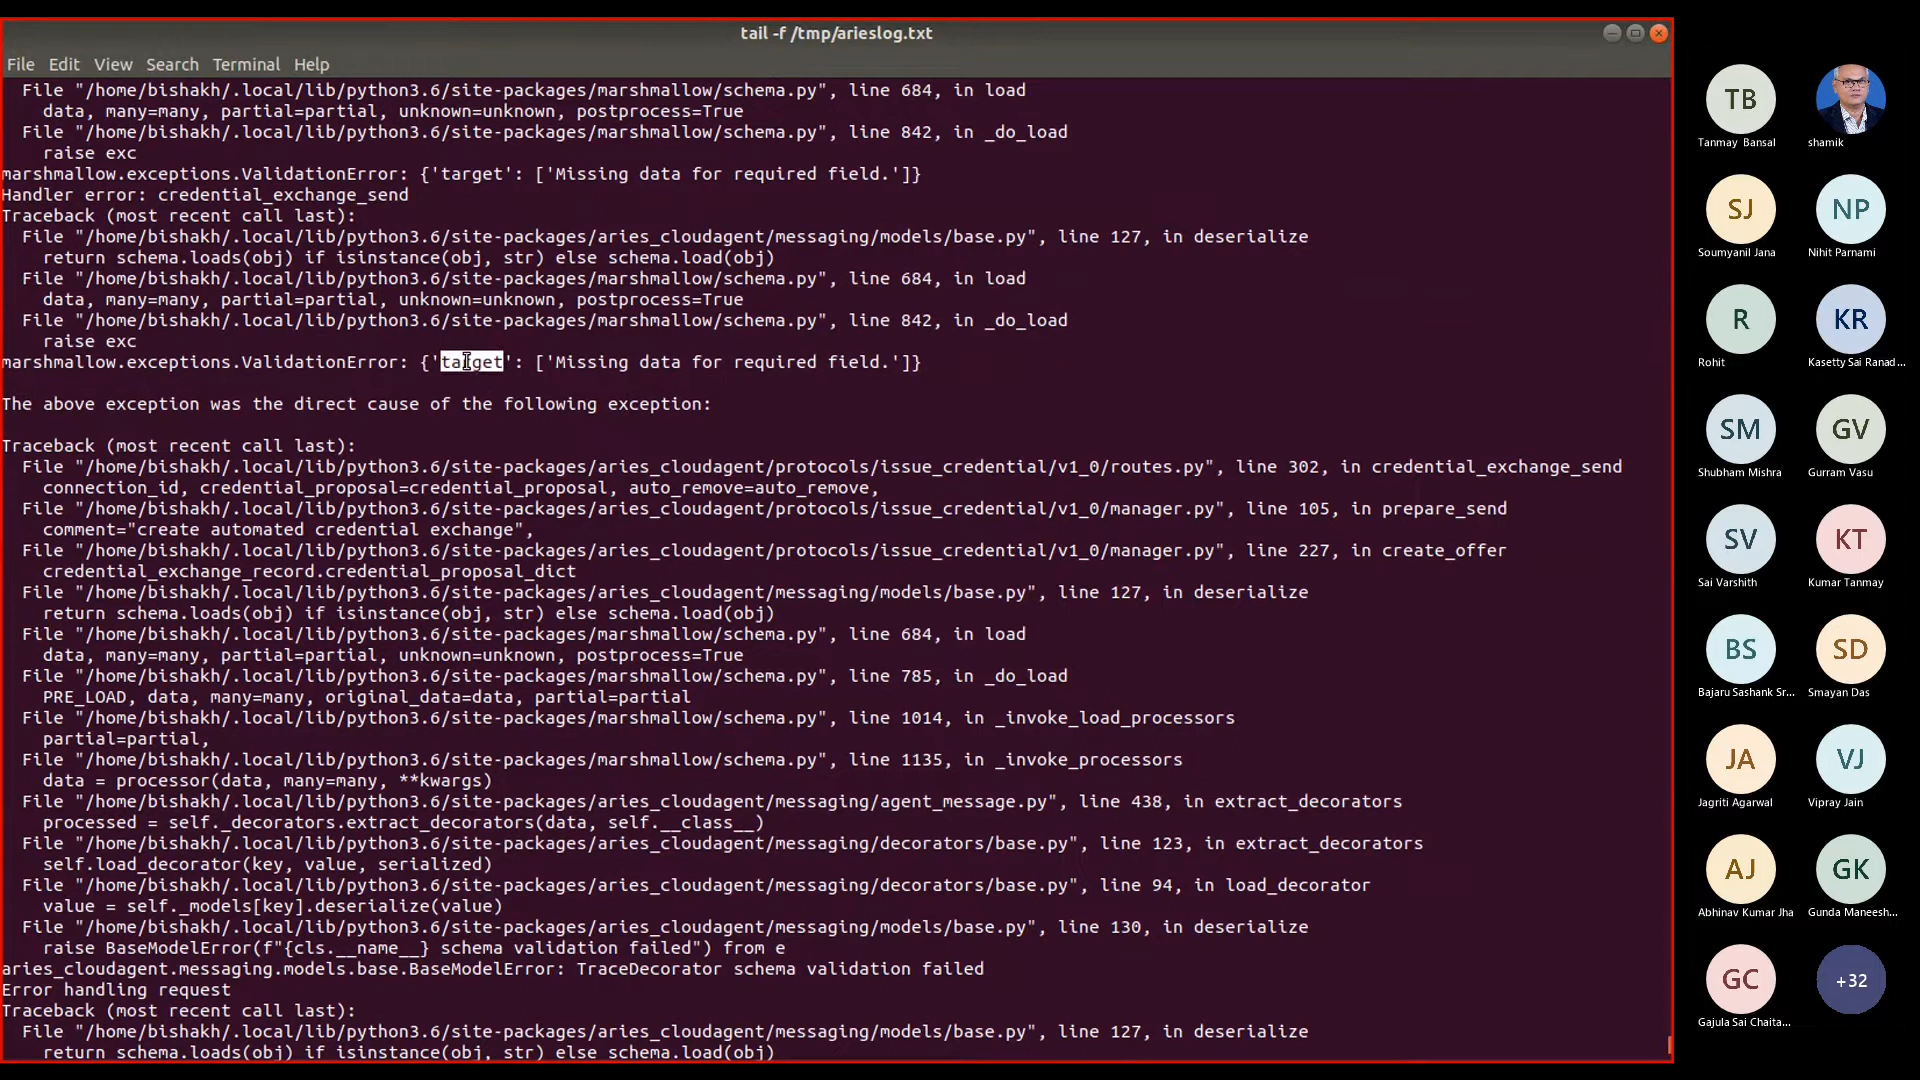 tail -f /tmp/arieslog.txt
File Edit View Search Terminal Help
File "/home/bishakh/.local/lib/python3.6/site-packages/marshmallow/schema.py", line 684, in load
data, many=many, partial=partial, unknown=unknown, postprocess=True
File "/home/bishakh/.local/lib/python3.6/site-packages/marshmallow/schema.py", line 842, in _do_load
raise exc
marshmallow.exceptions.ValidationError: {'target': ['Missing data for required field.']}
Handler error: credential_exchange_send
Traceback (most recent call last):
File "/home/bishakh/.local/lib/python3.6/site-packages/aries_cloudagent/messaging/models/base.py", line 127, in deserialize
return schema.loads(obj) if isinstance(obj, str) else schema.load(obj)
File "/home/bishakh/.local/lib/python3.6/site-packages/marshmallow/schema.py", line 684, in load
data, many=many, partial=partial, unknown=unknown, postprocess=True
File "/home/bishakh/.local/lib/python3.6/site-packages/marshmallow/schema.py", line 842, in _do_load
raise exc
marshmallow.exceptions.ValidationError: {'target': ['Missing data for required field.']}
The above exception was the direct cause of the following exception:
Traceback (most recent call last):
File "/home/bishakh/.local/lib/python3.6/site-packages/aries_cloudagent/protocols/issue_credential/v1_0/routes.py", line 302, in credential_exchange_send
connection_id, credential_proposal=credential_proposal, auto_remove=auto_remove,
File "/home/bishakh/.local/lib/python3.6/site-packages/aries_cloudagent/protocols/issue_credential/v1_0/manager.py", line 105, in prepare_send
comment="create automated credential exchange",
File "/home/bishakh/.local/lib/python3.6/site-packages/aries_cloudagent/protocols/issue_credential/v1_0/manager.py", line 227, in create_offer
credential_exchange_record.credential_proposal_dict
File "/home/bishakh/.local/lib/python3.6/site-packages/aries_cloudagent/messaging/models/base.py", line 127, in deserialize
return schema.loads(obj) if isinstance(obj, str) else schema.load(obj)
File "/home/bishakh/.local/lib/python3.6/site-packages/marshmallow/schema.py", line 684, in load
data, many=many, partial=partial, unknown=unknown, postprocess=True
File "/home/bishakh/.local/lib/python3.6/site-packages/marshmallow/schema.py", line 785, in _do_load
PRE_LOAD, data, many=many, original_data=data, partial=partial
File "/home/bishakh/.local/lib/python3.6/site-packages/marshmallow/schema.py", line 1014, in _invoke_load_processors
partial=partial,
File "/home/bishakh/.local/lib/python3.6/site-packages/marshmallow/schema.py", line 1135, in _invoke_processors
data = processor(data, many=many, **kwargs)
File "/home/bishakh/.local/lib/python3.6/site-packages/aries_cloudagent/messaging/agent_message.py", line 438, in extract_decorators
processed = self._decorators.extract_decorators(data, self.__class__)
File "/home/bishakh/.local/lib/python3.6/site-packages/aries_cloudagent/messaging/decorators/base.py", line 123, in extract_decorators
self.load_decorator(key, value, serialized)
File "/home/bishakh/.local/lib/python3.6/site-packages/aries_cloudagent/messaging/decorators/base.py", line 94, in load_decorator
value = self._models[key].deserialize(value)
File "/home/bishakh/.local/lib/python3.6/site-packages/aries_cloudagent/messaging/models/base.py", line 130, in deserialize
raise BaseModelError(f"{cls.__name__} schema validation failed") from e
aries_cloudagent.messaging.models.base.BaseModelError: TraceDecorator schema validation failed
Error handling request
Traceback (most recent call last):
File "/home/bishakh/.local/lib/python3.6/site-packages/aries_cloudagent/messaging/models/base.py", line 127, in deserialize
return schema.loads(obj) if isinstance(obj, str) else schema.load(obj)
TB
Tanmay Bansal shamik
SJ NP
Soumyanil Jana Nihit Parnami
R KR
Rohit Kasetty Sai Ranad...
SM GV
Shubham Mishra Gurram Vasu
SV KT
Sai Varshith Kumar Tanmay
BS SD
Bajaru Sashank Sr... Smayan Das
JA VJ
Jagriti Agarwal Vipray Jain
AJ GK
Abhinav Kumar Jha Gunda Maneesh...
GC +32
Gajula Sai Chaita...